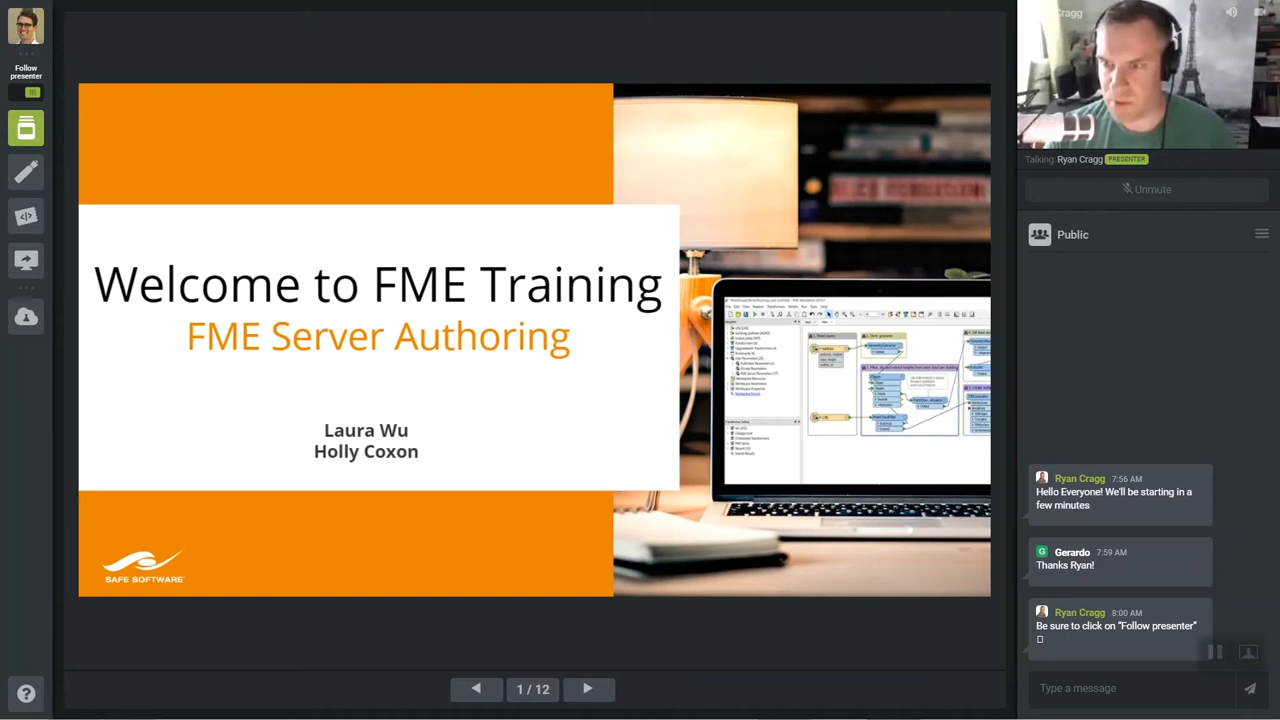 Follow
presenter
Welcome to FME Training
FME Server Authoring
Laura Wu
Holly Coxon
SAFE SOFTWARE
1 / 12
Cragg
Talking: Ryan Cragg PRESENTER
Unmute
Public
Ryan Cragg 7:56 AM
Hello Everyone! We'll be starting in a
few minutes
G Gerardo 7:59 AM
Thanks Ryan!
Ryan Cragg 8:00 AM
Be sure to click on “Follow presenter”
Type a message